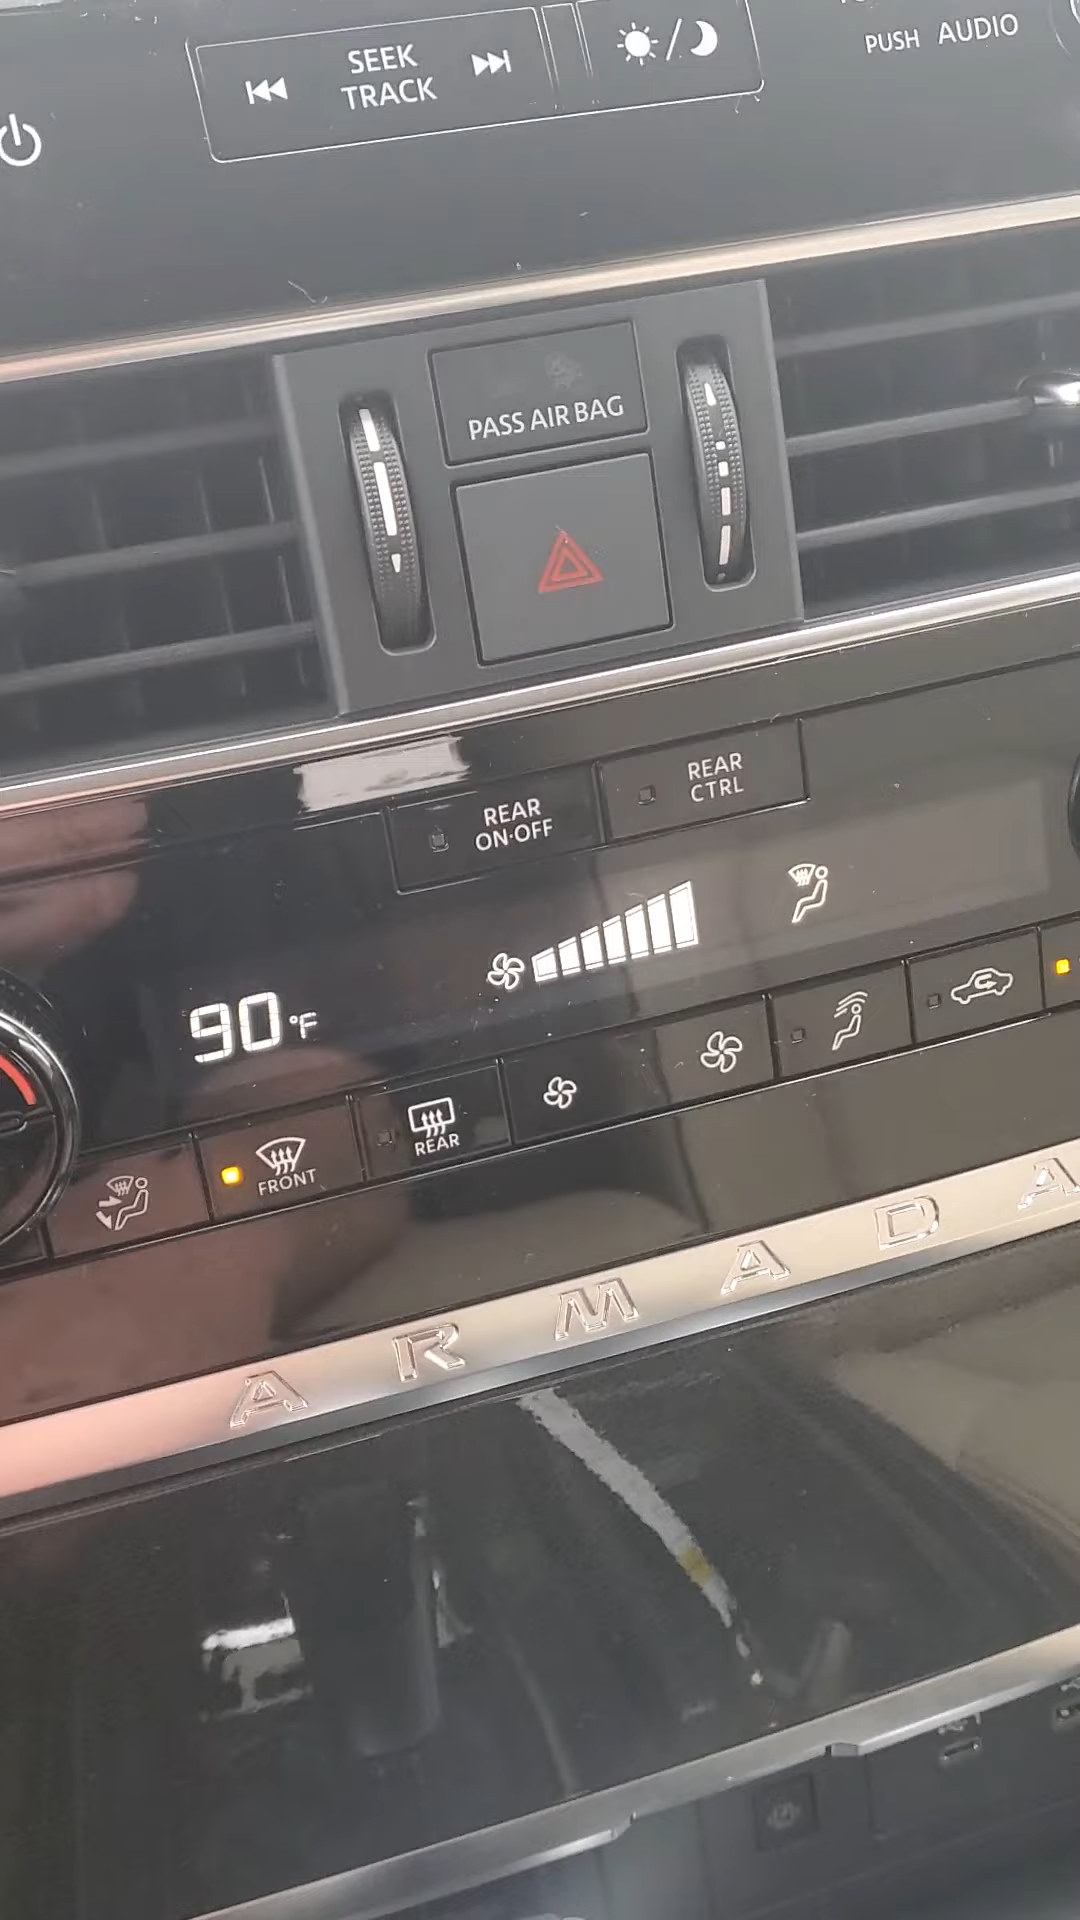 SEEK
TRACK
PUSH AUDIO
PASS AIR BAG
REAR
ON·OFF
REAR
CTRL
90°F
FRONT
REAR
ARMADA